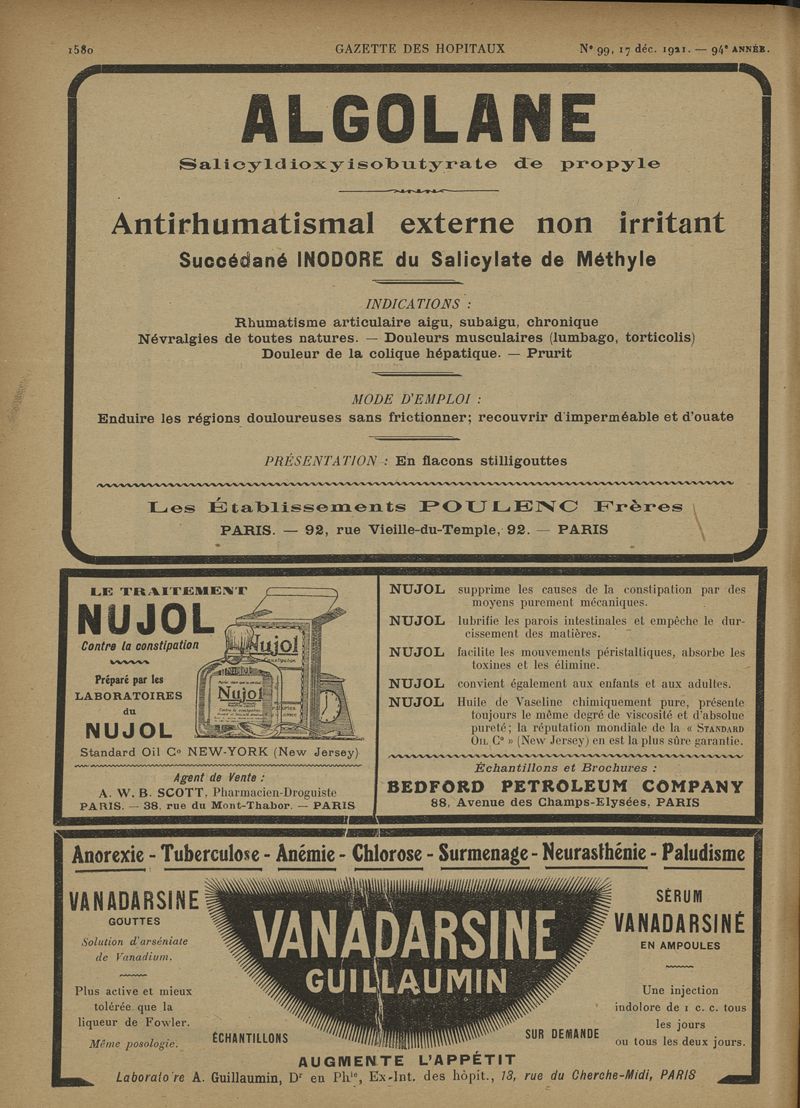 1580
GAZETTE DES HOPITAUX
N° 99, 17 déc. 1921. — 94e ANNÉE.
ALGOLANE
Salicyldioxyisobutyrate de propyle
Antirhumatismal externe non irritant
Succédané INODORE du Salicylate de Méthyle
INDICATIONS :
Rhumatisme articulaire aigu, subaigu, chronique
Névralgies de toutes natures. — Douleurs musculaires (lumbago, torticolis)
Douleur de la colique hépatique. — Prurit
MODE D'EMPLOI :
Enduire les régions douloureuses sans frictionner; recouvrir d'imperméable et d'ouate
PRÉSENTATION : En flacons stilligouttes
Les Établissements POULENC Frères
PARIS. — 92, rue Vieille-du-Temple, 92. — PARIS
LE TRAITEMENT
NUJOL
Contre la constipation
Préparé par les
LABORATOIRES
du
NUJOL
Nujol
Nujol
Standard Oil Co NEW-YORK (New Jersey)
Agent de Vente :
A. W. B. SCOTT, Pharmacien-Droguiste
PARIS. — 38, rue du Mont-Thabor. — PARIS
NUJOL supprime les causes de la constipation par des
moyens purement mécaniques.
NUJOL lubrifie les parois intestinales et empêche le dur-
cissement des matières.
NUJOL facilite les mouvements péristaltiques, absorbe les
toxines et les élimine.
NUJOL convient également aux enfants et aux adultes.
NUJOL Huile de Vaseline chimiquement pure, présente
toujours le même degré de viscosité et d'absolue
pureté; la réputation mondiale de la « STANDARD
OIL Co » (New Jersey) en est la plus sûre garantie.
Échantillons et Brochures :
BEDFORD PETROLEUM COMPANY
88, Avenue des Champs-Elysées, PARIS
Anorexie - Tuberculose - Anémie - Chlorose - Surmenage - Neurasthénie - Paludisme
VANADARSINE
GOUTTES
Solution d'arséniate
de Vanadium.
Plus active et mieux
tolérée que la
liqueur de Fowler.
Même posologie.
VANADARSINE
GUILLAUMIN
ÉCHANTILLONS
SUR DEMANDE
SÉRUM
VANADARSINÉ
EN AMPOULES
Une injection
indolore de 1 c. c. tous
les jours
ou tous les deux jours.
AUGMENTE L'APPÉTIT
Laboratoire A. Guillaumin, Dr en Phie, Ex-Int. des hôpit., 13, rue du Cherche-Midi, PARIS